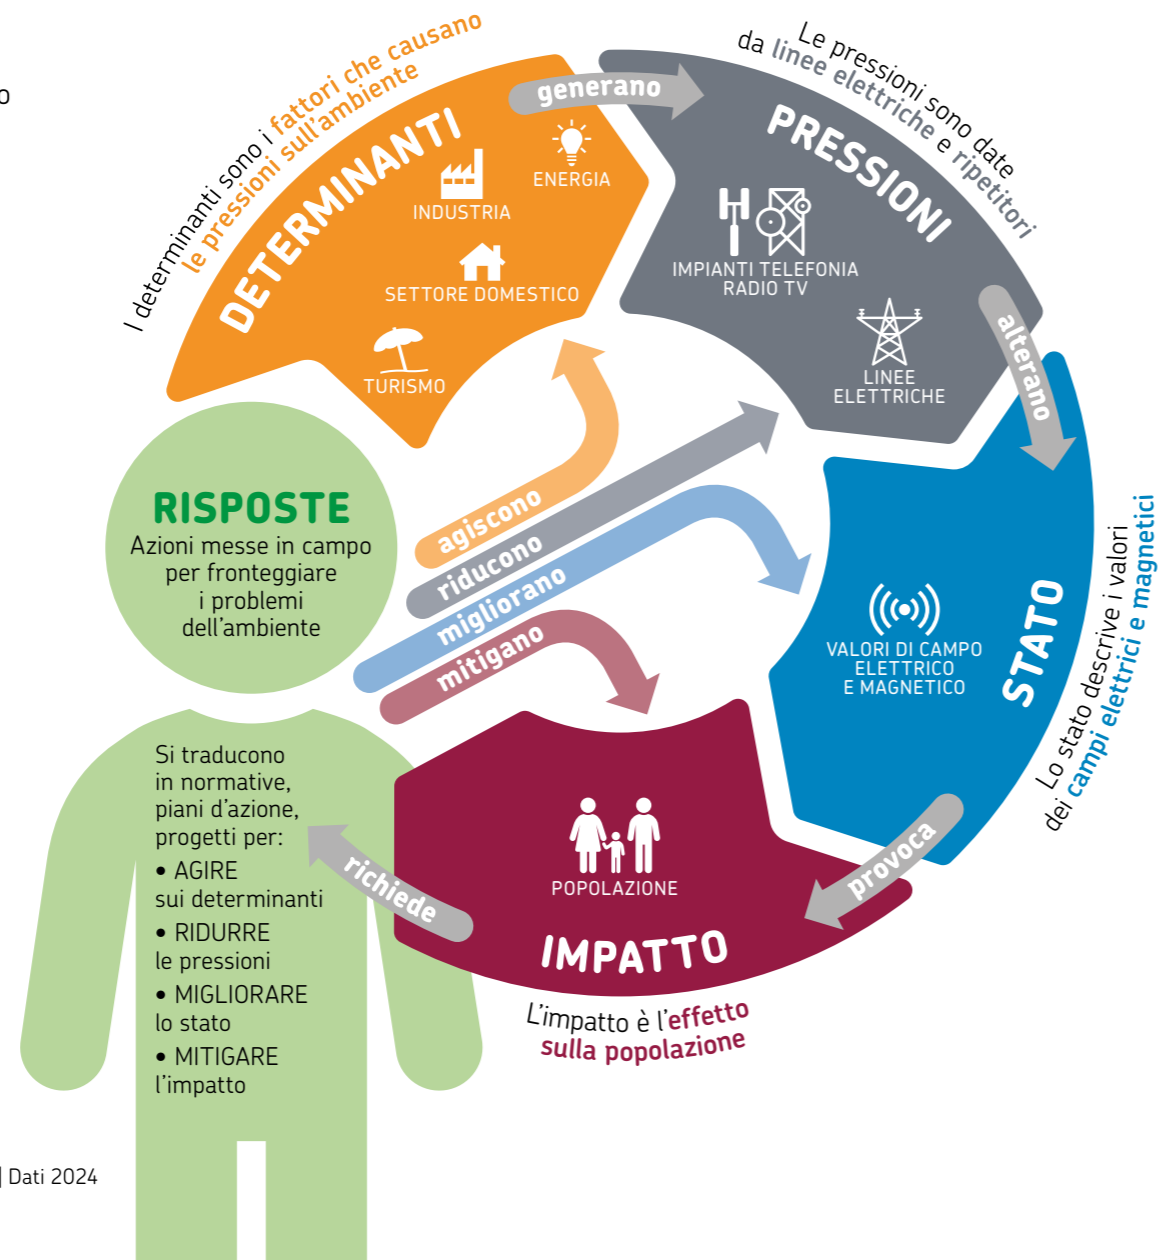 o
I determinanti sono i fattori che causano
le pressioni sull'ambiente
DETERMINANTI
generano
ENERGIA
INDUSTRIA
SETTORE DOMESTICO
TURISMO
Le pressioni sono date
da linee elettriche e ripetitori
PRESSIONI
IMPIANTI TELEFONIA
RADIO TV
LINEE
ELETTRICHE
alterano
STATO
VALORI DI CAMPO
ELETTRICO
E MAGNETICO
Lo stato descrive i valori
dei campi elettrici e magnetici
provoca
IMPATTO
POPOLAZIONE
L'impatto è l'effetto
sulla popolazione
richiede
RISPOSTE
Azioni messe in campo
per fronteggiare
i problemi
dell'ambiente
agiscono
riducono
migliorano
mitigano
Si traducono
in normative,
piani d'azione,
progetti per:
• AGIRE
sui determinanti
• RIDURRE
le pressioni
• MIGLIORARE
lo stato
• MITIGARE
l'impatto
| Dati 2024